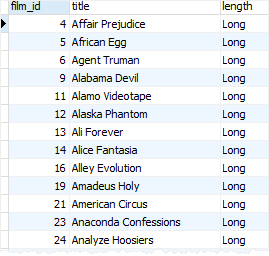 film_id title length
4 Affair Prejudice Long
5 African Egg Long
6 Agent Truman Long
9 Alabama Devil Long
11 Alamo Videotape Long
12 Alaska Phantom Long
13 Ali Forever Long
14 Alice Fantasia Long
16 Alley Evolution Long
19 Amadeus Holy Long
21 American Circus Long
23 Anaconda Confessions Long
24 Analyze Hoosiers Long